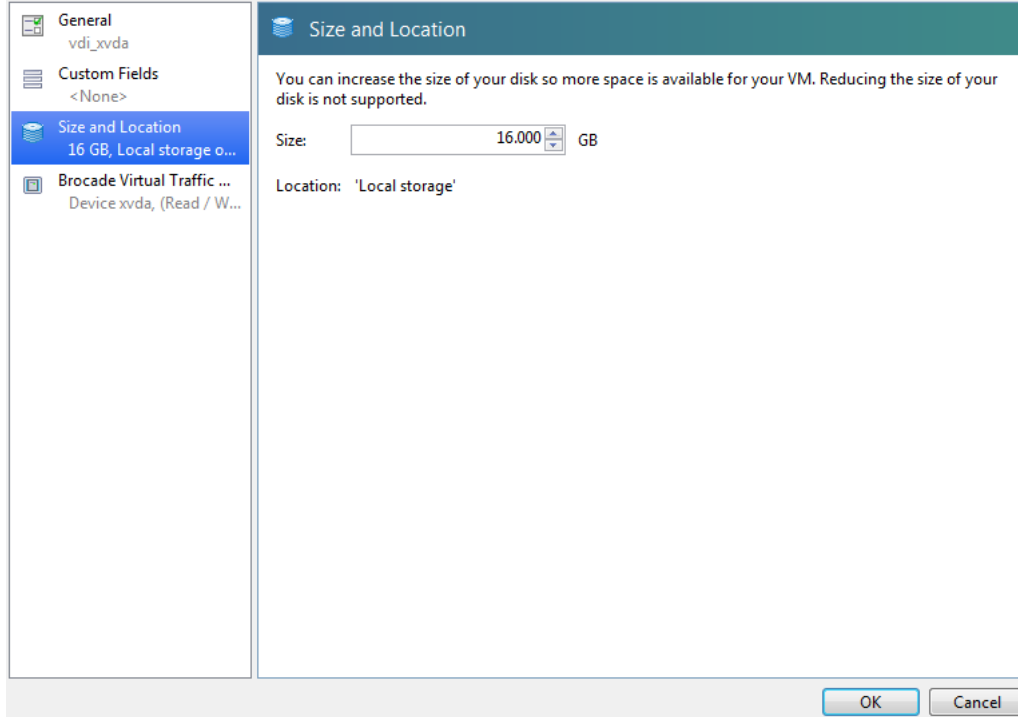 General
vdi_xvda
Custom Fields
<None>
Size and Location
16 GB, Local storage o...
Brocade Virtual Traffic ...
Device xvda, (Read / W...
Size and Location
You can increase the size of your disk so more space is available for your VM. Reducing the size of your
disk is not supported.
Size: 16.000 GB
Location: 'Local storage'
OK Cancel